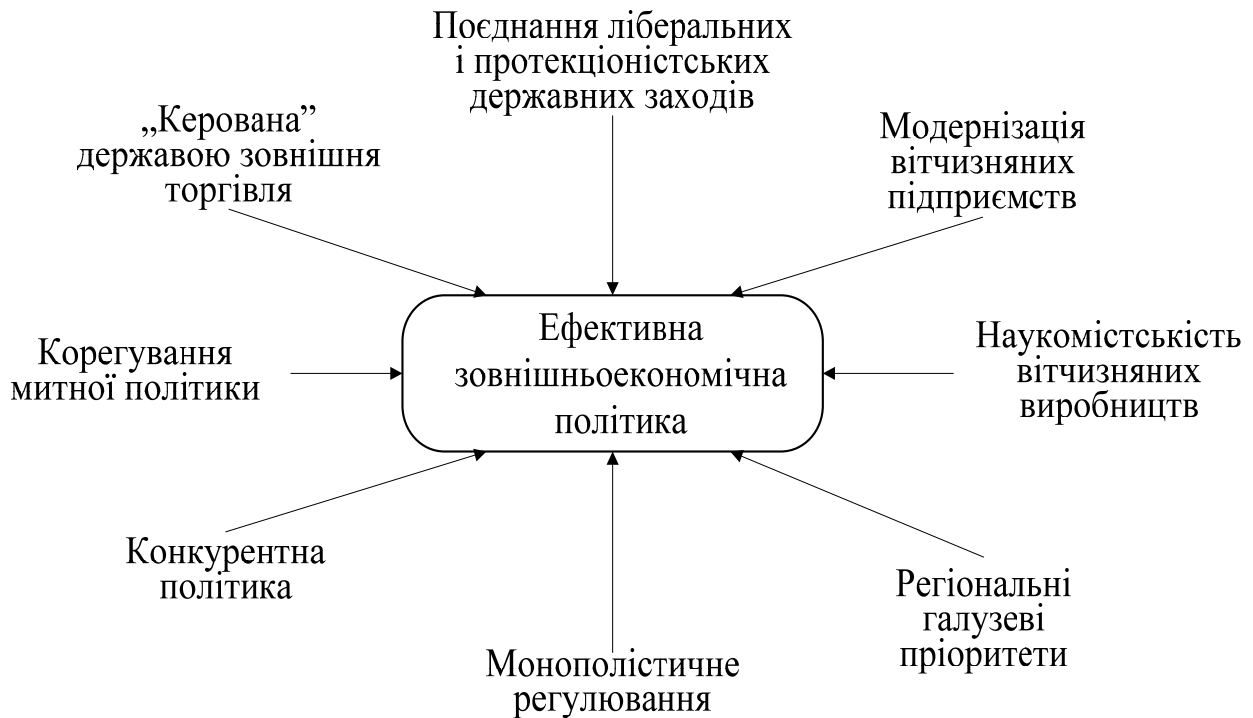 Поєднання ліберальних
і протекціоністських
державних заходів
„Керована”
державою зовнішня
торгівля
Модернізація
вітчизняних
підприємств
Корегування
митної політики
Ефективна
зовнішньоекономічна
політика
Наукомістськість
вітчизняних
виробництв
Конкурентна
політика
Монополістичне
регулювання
Регіональні
галузеві
пріоритети